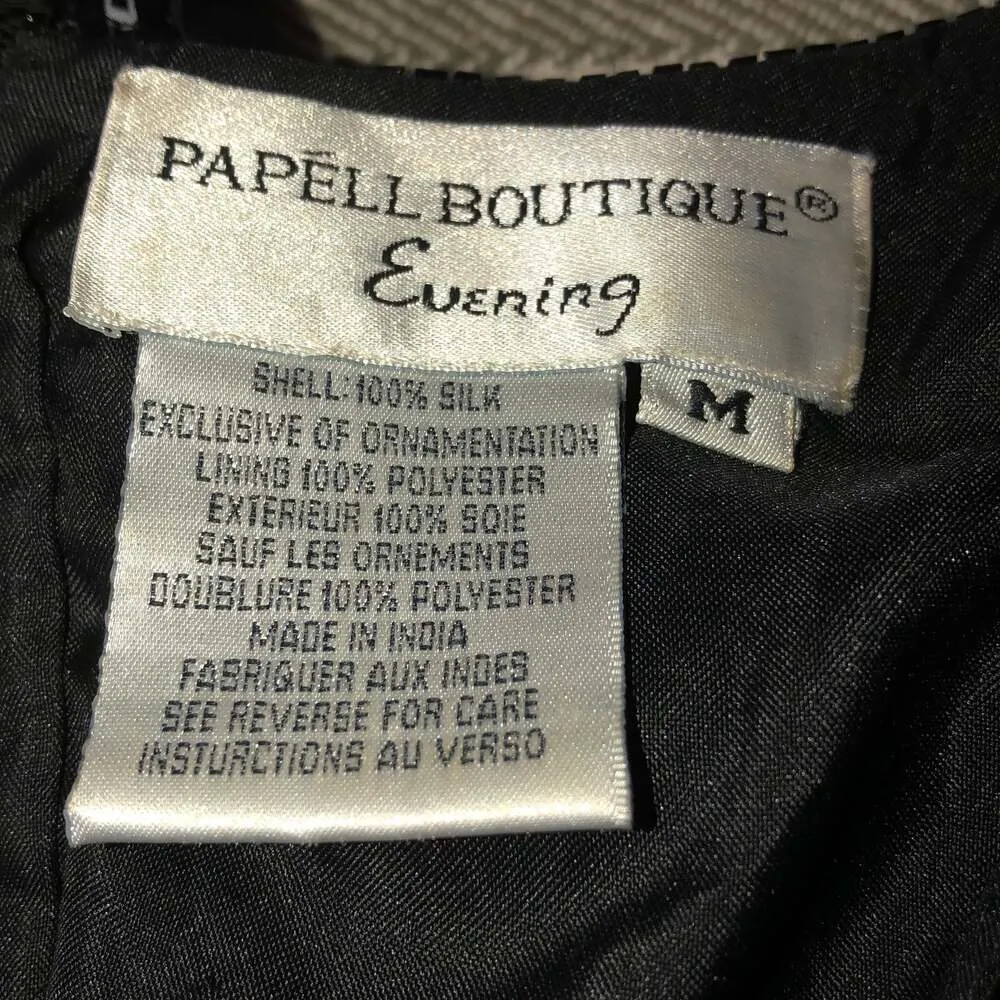 PAPÉLL BOUTIQUE®
Evening
M
SHELL: 100% SILK
EXCLUSIVE OF ORNAMENTATION
LINING 100% POLYESTER
EXTERIEUR 100% SOIE
SAUF LES ORNEMENTS
DOUBLURE 100% POLYESTER
MADE IN INDIA
FABRIQUER AUX INDES
SEE REVERSE FOR CARE
INSTURCTIONS AU VERSO